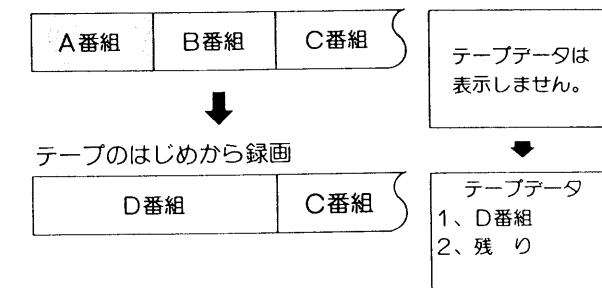 A番組 B番組 C番組
テープのはじめから録画
D番組 C番組
テープデータは
表示しません。
テープデータ
1、D番組
2、残 り